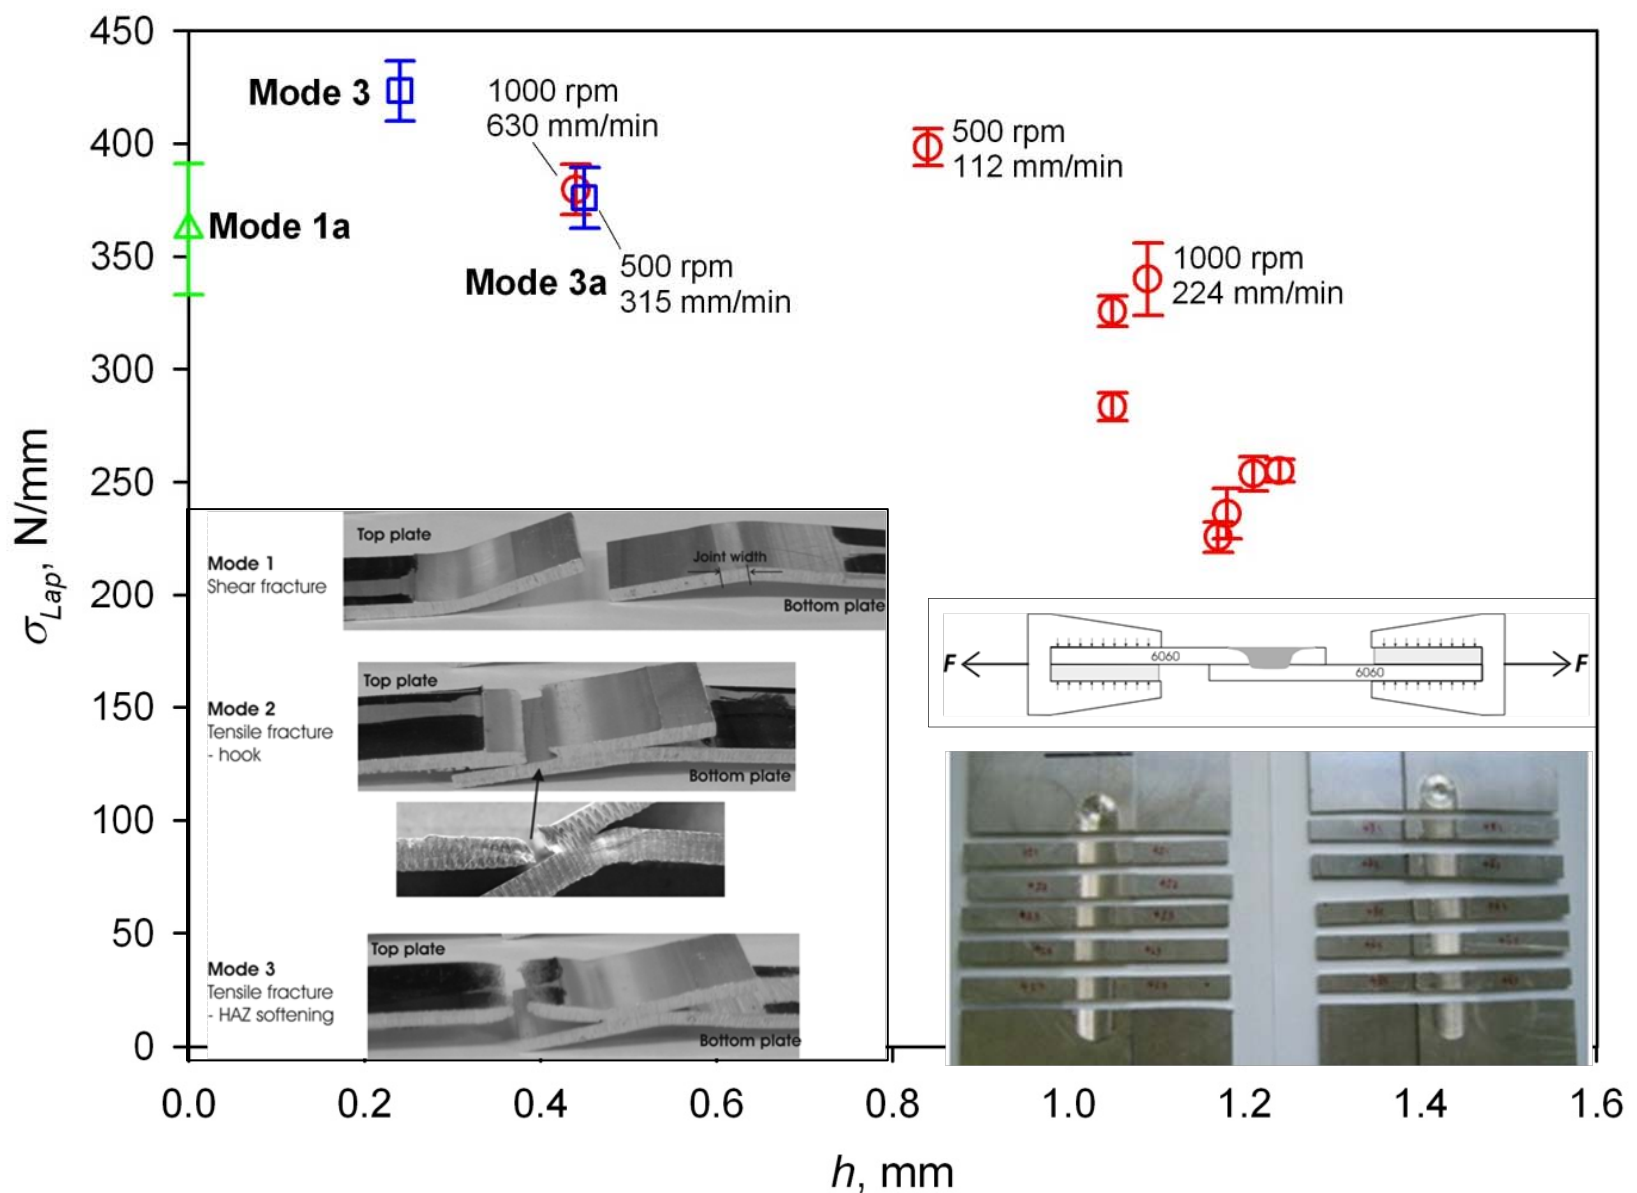 450
400
350
300
250
200
150
100
50
0
σLap, N/mm
Mode 3
1000 rpm
630 mm/min
500 rpm
112 mm/min
Mode 1a
Mode 3a
500 rpm
315 mm/min
1000 rpm
224 mm/min
Top plate
Mode 1
Shear fracture
Joint width
Bottom plate
Top plate
Mode 2
Tensile fracture
- hook
Bottom plate
Top plate
Mode 3
Tensile fracture
- HAZ softening
Bottom plate
F
6060
6060
F
0.0 0.2 0.4 0.6 0.8 1.0 1.2 1.4 1.6
h, mm